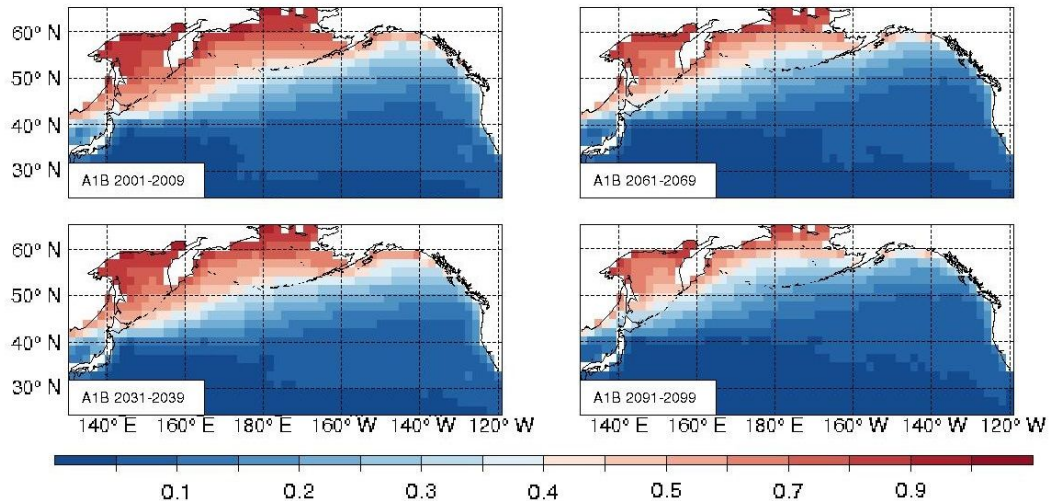 60° N
50° N
40° N
30° N
A1B 2001-2009
A1B 2061-2069
60° N
50° N
40° N
30° N
A1B 2031-2039
A1B 2091-2099
140° E 160° E 180° 160° W 140° W 120° W
140° E 160° E 180° 160° W 140° W 120° W
0.1 0.2 0.3 0.4 0.5 0.7 0.9